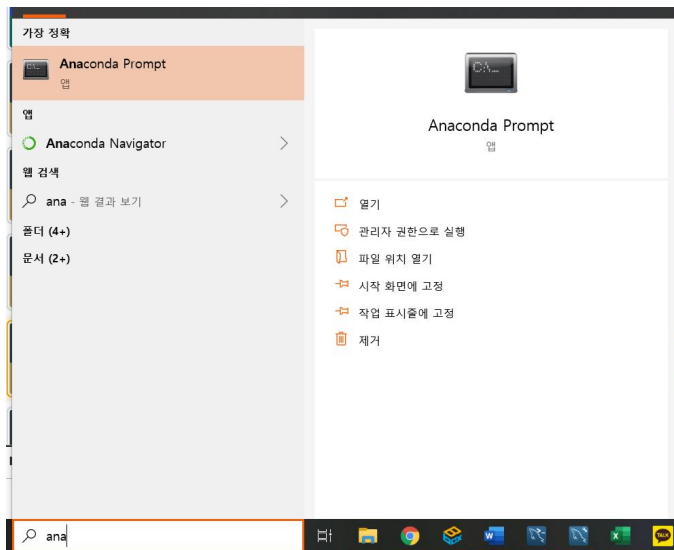 가장 정확
Anaconda Prompt
앱
앱
Anaconda Navigator
웹 검색
ana - 웹 결과 보기
폴더 (4+)
문서 (2+)
C:\_
Anaconda Prompt
앱
열기
관리자 권한으로 실행
파일 위치 열기
시작 화면에 고정
작업 표시줄에 고정
제거
ana
TALK